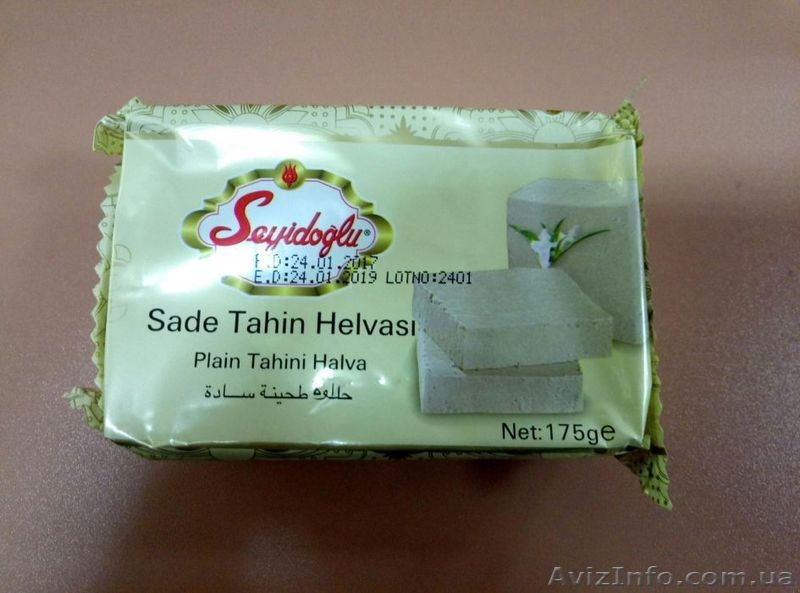 Seyidoğlu®
P.D:24.01.2017
E.D:24.01.2019 LOTNO:2401
Sade Tahin Helvası
Plain Tahini Halva
حلاوة طحينة ســادة
Net:175g℮
AvizInfo.com.ua